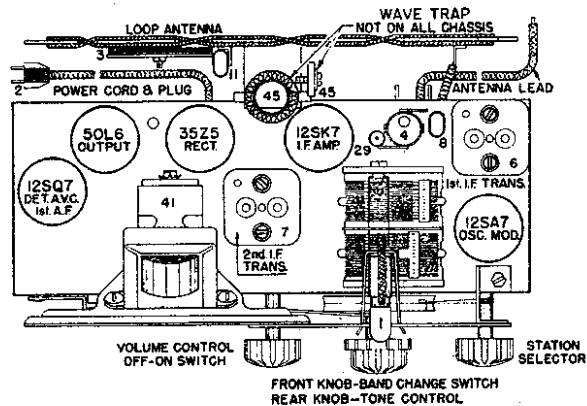 LOOP ANTENNA
WAVE TRAP
NOT ON ALL CHASSIS
3
11
45
45
2
POWER CORD & PLUG
ANTENNA LEAD
50L6
OUTPUT
35Z5
RECT.
12SK7
I.F. AMP.
29
4
8
6
1st. I.F. TRANS.
12SQ7
DET. A.V.C.
1st. A.F.
41
7
2nd I.F.
TRANS.
12SA7
OSC. MOD.
1
VOLUME CONTROL
OFF-ON SWITCH
STATION
SELECTOR
FRONT KNOB-BAND CHANGE SWITCH
REAR KNOB-TONE CONTROL